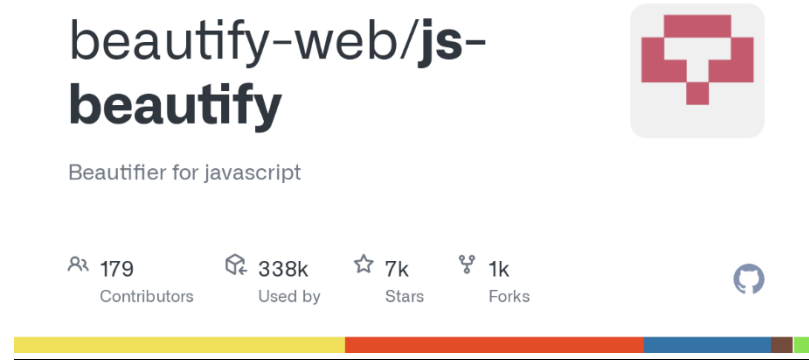 beautify-web/js-
beautify
Beautifier for javascript
179 338k 7k 1k
Contributors Used by Stars Forks